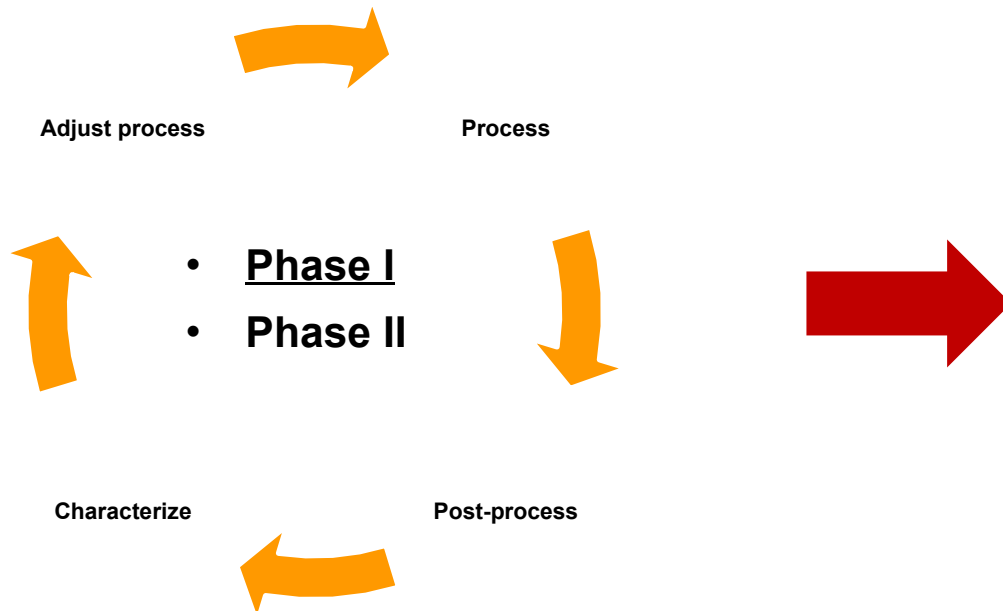 Adjust process
Process
• Phase I
• Phase II
Characterize
Post-process